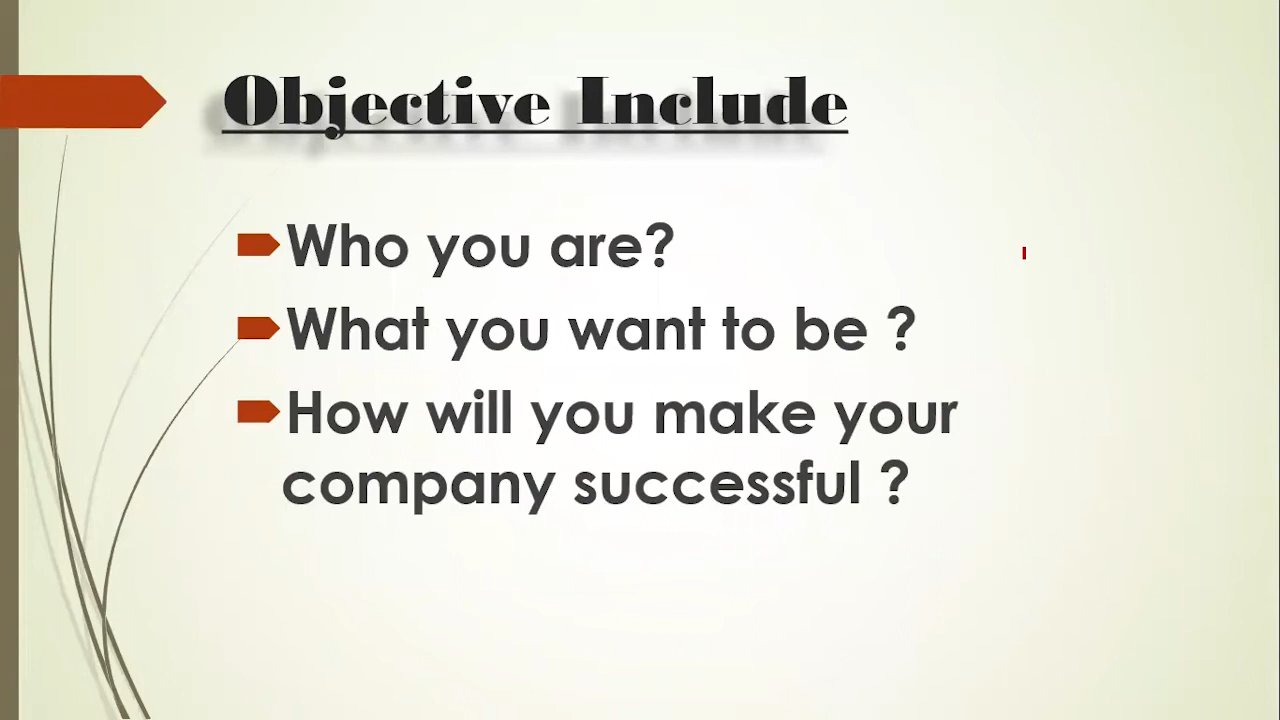 Objective Include
Who you are?
What you want to be ?
How will you make your
company successful ?